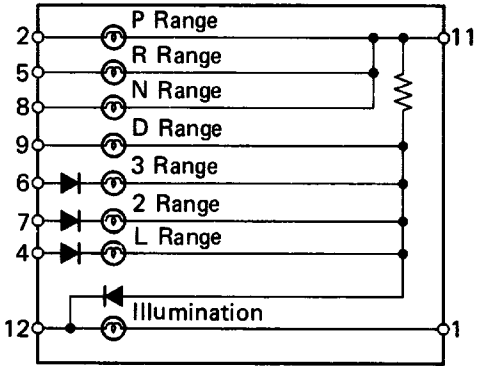 P Range
2 11
R Range
5
N Range
8
D Range
9
3 Range
6
2 Range
7
L Range
4
Illumination
12 1